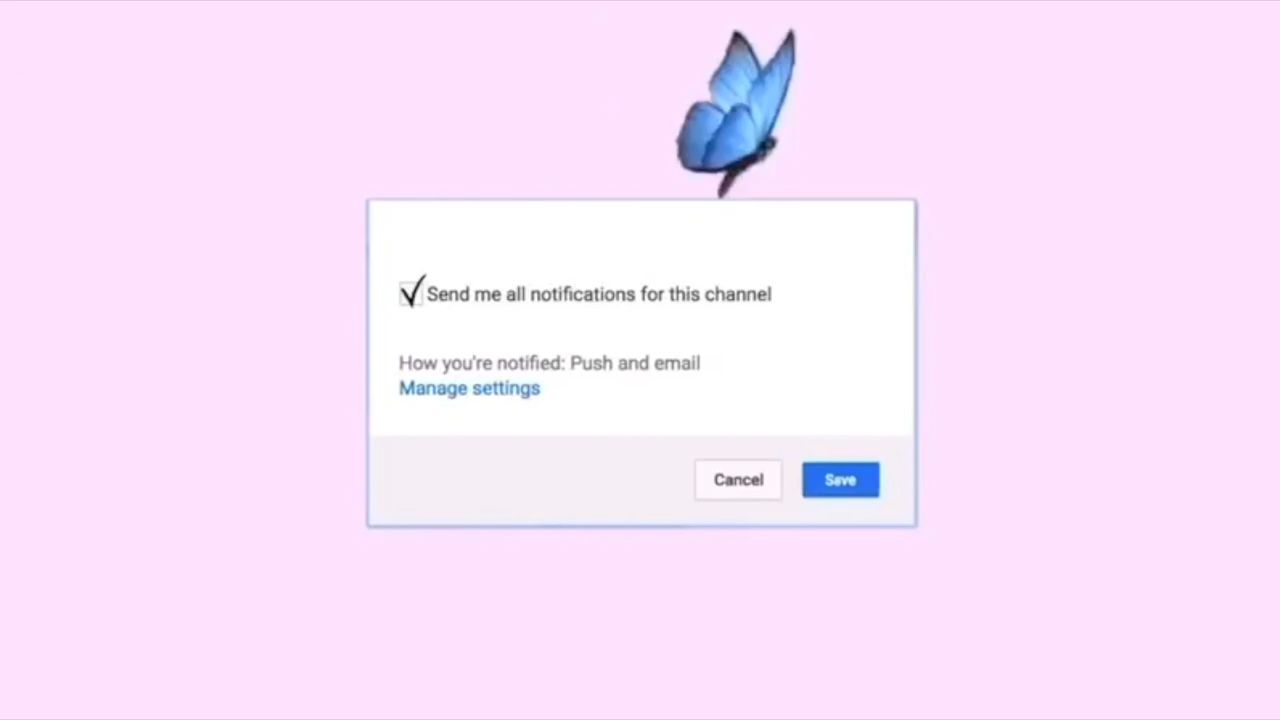 Send me all notifications for this channel
How you're notified: Push and email
Manage settings
Cancel
Save